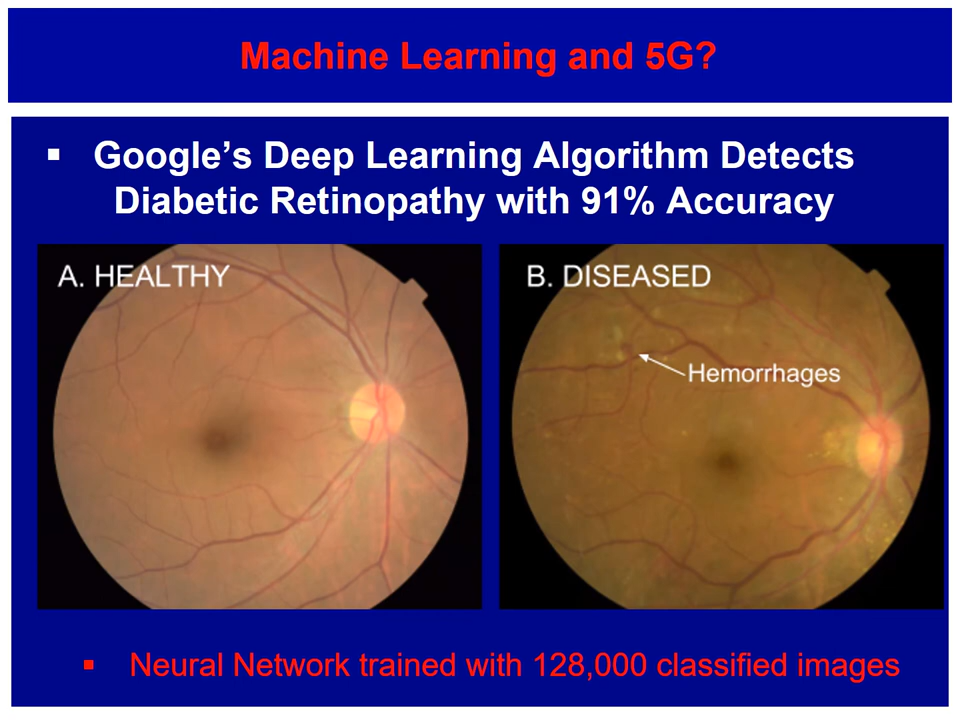 Machine Learning and 5G?
▪ Google’s Deep Learning Algorithm Detects
Diabetic Retinopathy with 91% Accuracy
A. HEALTHY
B. DISEASED
Hemorrhages
▪ Neural Network trained with 128,000 classified images